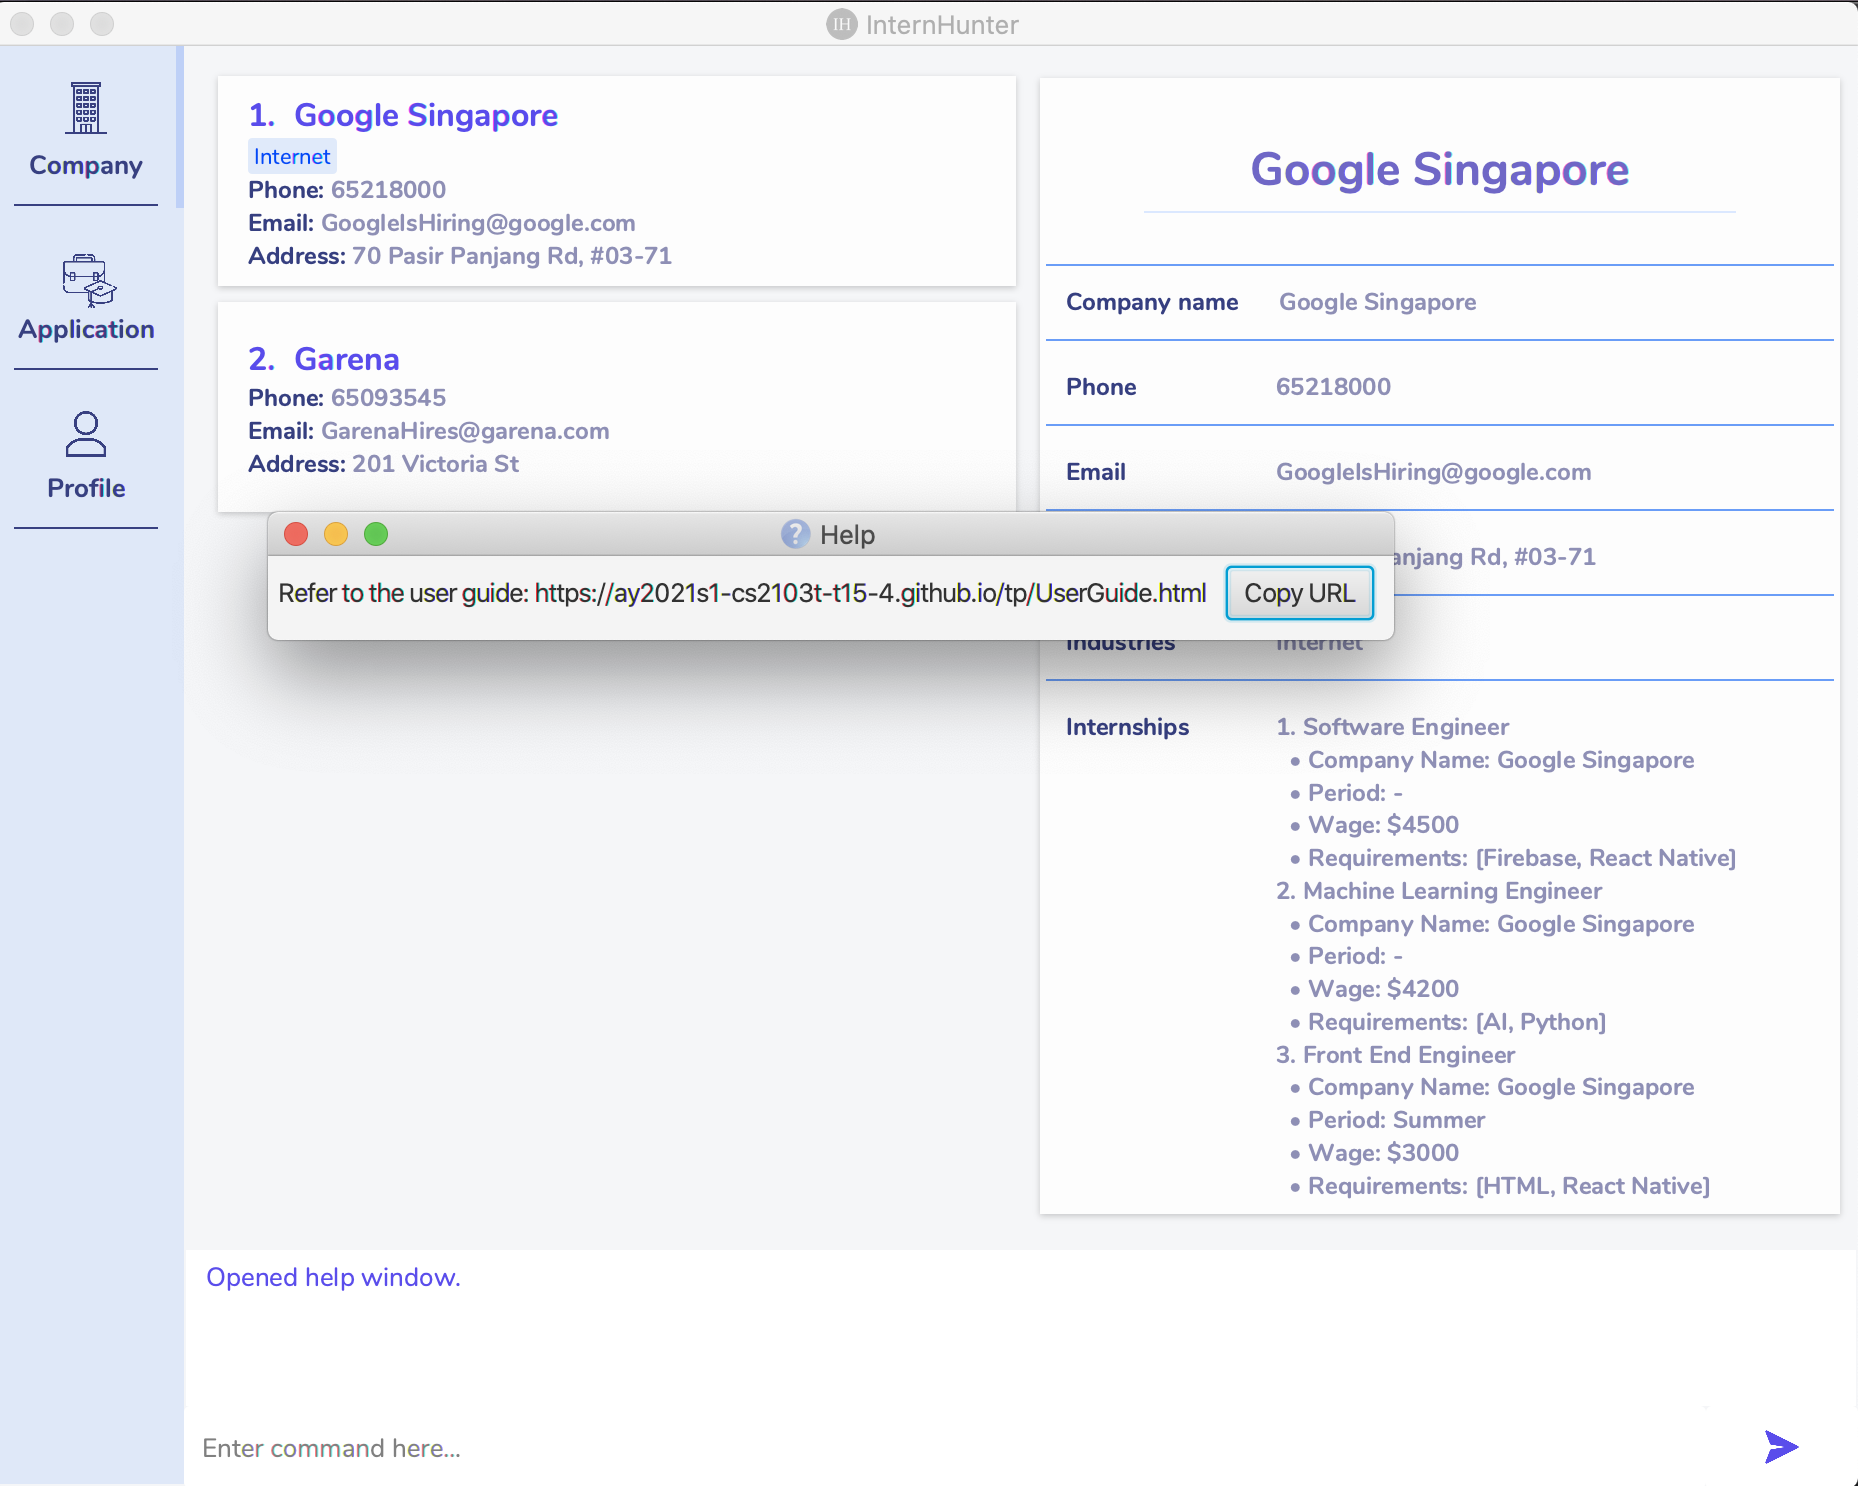 IH InternHunter
Company
Application
Profile
1. Google Singapore
Internet
Phone: 65218000
Email: GoogleIsHiring@google.com
Address: 70 Pasir Panjang Rd, #03-71
2. Garena
Phone: 65093545
Email: GarenaHires@garena.com
Address: 201 Victoria St
Google Singapore
Company name Google Singapore
Phone 65218000
Email GoogleIsHiring@google.com
anjang Rd, #03-71
Industries Internet
Internships 1. Software Engineer
• Company Name: Google Singapore
• Period: -
• Wage: $4500
• Requirements: [Firebase, React Native]
2. Machine Learning Engineer
• Company Name: Google Singapore
• Period: -
• Wage: $4200
• Requirements: [AI, Python]
3. Front End Engineer
• Company Name: Google Singapore
• Period: Summer
• Wage: $3000
• Requirements: [HTML, React Native]
? Help
Refer to the user guide: https://ay2021s1-cs2103t-t15-4.github.io/tp/UserGuide.html Copy URL
Opened help window.
Enter command here...